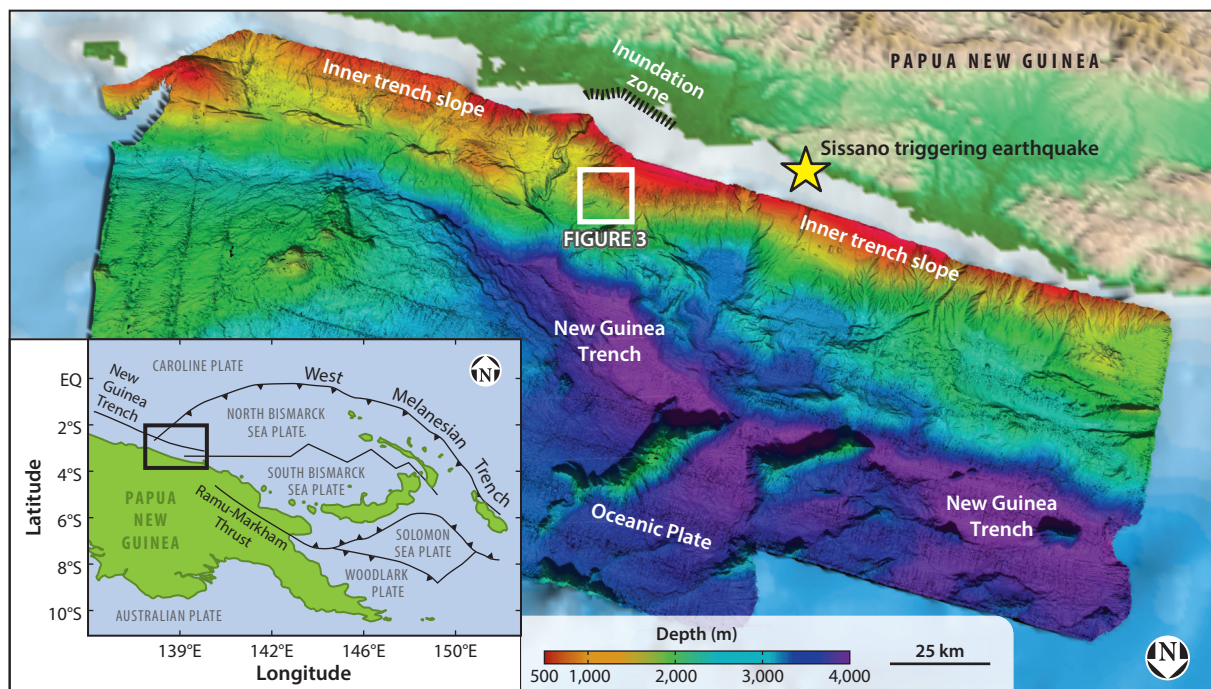 PAPUA NEW GUINEA
Inundation
zone
Inner trench slope
Sissano triggering earthquake
FIGURE 3
Inner trench slope
New Guinea
Trench
New Guinea
Trench
Oceanic Plate
N
Depth (m)
500 1,000 2,000 3,000 4,000
25 km
N
CAROLINE PLATE
New
Guinea
Trench
West
Melanesian
Trench
NORTH BISMARCK
SEA PLATE
SOUTH BISMARCK
SEA PLATE
PAPUA
NEW
GUINEA
Ramu-Markham
Thrust
SOLOMON
SEA PLATE
WOODLARK
PLATE
AUSTRALIAN PLATE
EQ
2°S
4°S
6°S
8°S
10°S
Latitude
139°E 142°E 146°E 150°E
Longitude